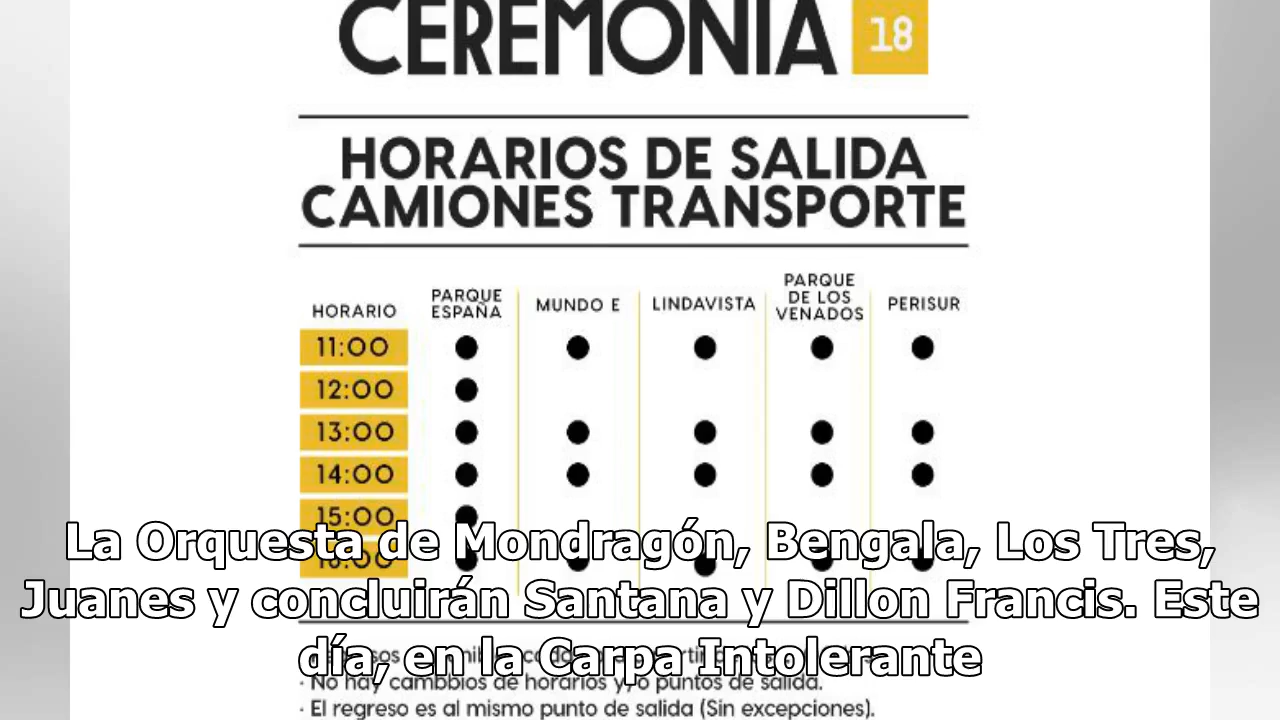 CEREMONIA 18
HORARIOS DE SALIDA
CAMIONES TRANSPORTE
HORARIO
PARQUE
ESPAÑA
MUNDO E
LINDAVISTA
PARQUE
DE LOS
VENADOS
PERISUR
11:00
12:00
13:00
14:00
15:00
La Orquesta de Mondragón, Bengala, Los Tres,
Juanes y concluirán Santana y Dillon Francis. Este
día, en la Carpa Intolerante
· No hay cambbios de horarios y/o puntos de salida.
· El regreso es al mismo punto de salida (Sin excepciones).